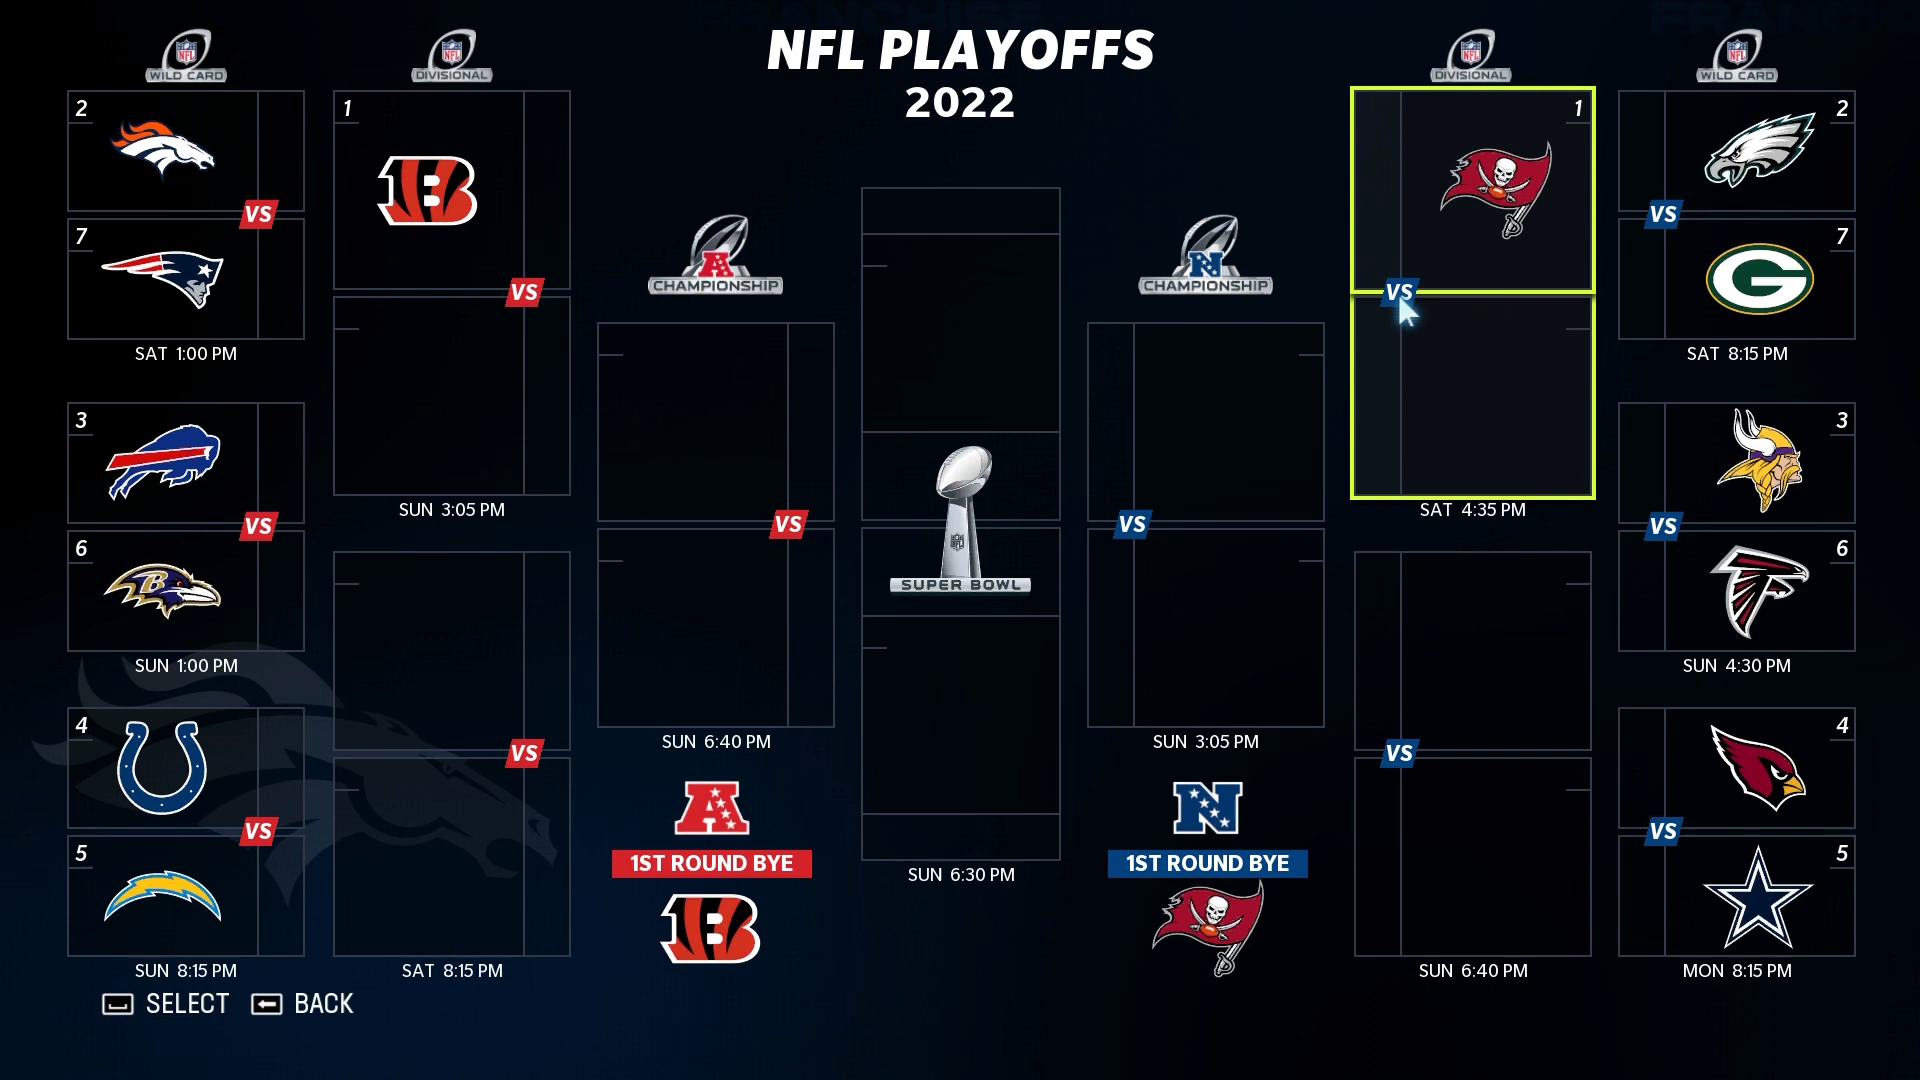 NFL PLAYOFFS
2022
NFL
WILD CARD
NFL
DIVISIONAL
NFL
DIVISIONAL
NFL
WILD CARD
2
VS
7
SAT 1:00 PM
3
VS
6
SUN 1:00 PM
4
VS
5
SUN 8:15 PM
1
B
VS
SUN 3:05 PM
VS
SAT 8:15 PM
A
CHAMPIONSHIP
VS
SUN 6:40 PM
A
1ST ROUND BYE
B
NFL
SUPER BOWL
SUN 6:30 PM
N
CHAMPIONSHIP
VS
SUN 3:05 PM
N
1ST ROUND BYE
1
VS
SAT 4:35 PM
VS
SUN 6:40 PM
2
VS
7
G
SAT 8:15 PM
3
VS
6
SUN 4:30 PM
4
VS
5
MON 8:15 PM
SELECT
BACK